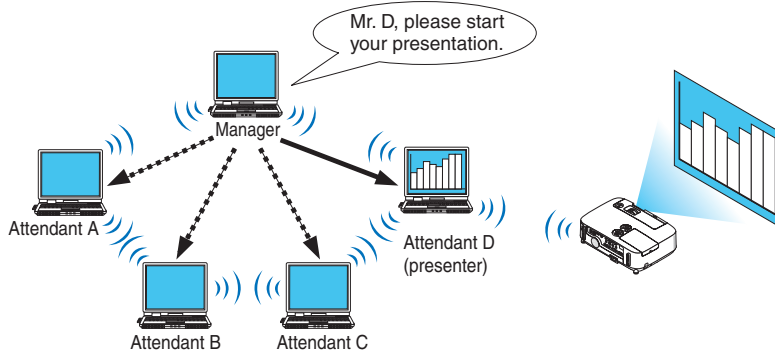 Mr. D, please start
your presentation.
Manager
Attendant A
Attendant D
(presenter)
Attendant B
Attendant C